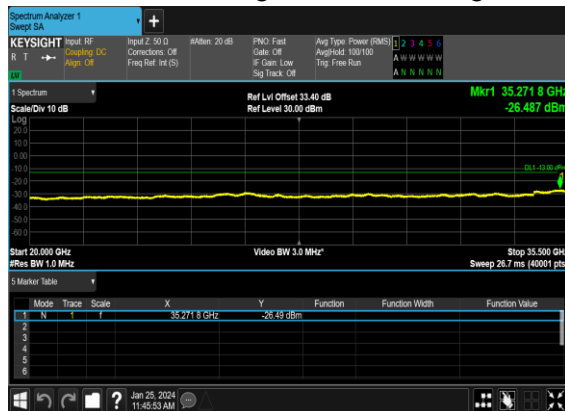 Spectrum Analyzer 1
Swept SA
+
KEYSIGHT Input: RF Input Z: 50 Ω #Atten: 20 dB PNO: Fast Avg Type: Power (RMS) 1 2 3 4 5 6
R T Coupling: DC Corrections: Off Gate: Off Avg|Hold: 100/100 A W W W W W
Align: Off Freq Ref: Int (S) IF Gain: Low Trig: Free Run
Sig Track: Off A N N N N N
1 Spectrum Ref Lvl Offset 33.40 dB Mkr1 35.271 8 GHz
Scale/Div 10 dB Ref Level 30.00 dBm -26.487 dBm
Log
20.0
10.0
0.00
-10.0 DL1 -13.00 dBm
-20.0
-30.0
-40.0
-50.0
-60.0
Start 20.000 GHz Video BW 3.0 MHz* Stop 35.500 GHz
#Res BW 1.0 MHz Sweep 26.7 ms (40001 pts
5 Marker Table
Mode Trace Scale X Y Function Function Width Function Value
1 N 1 f 35.271 8 GHz -26.49 dBm
2
3
4
5
6
? Jan 25, 2024
11:45:53 AM